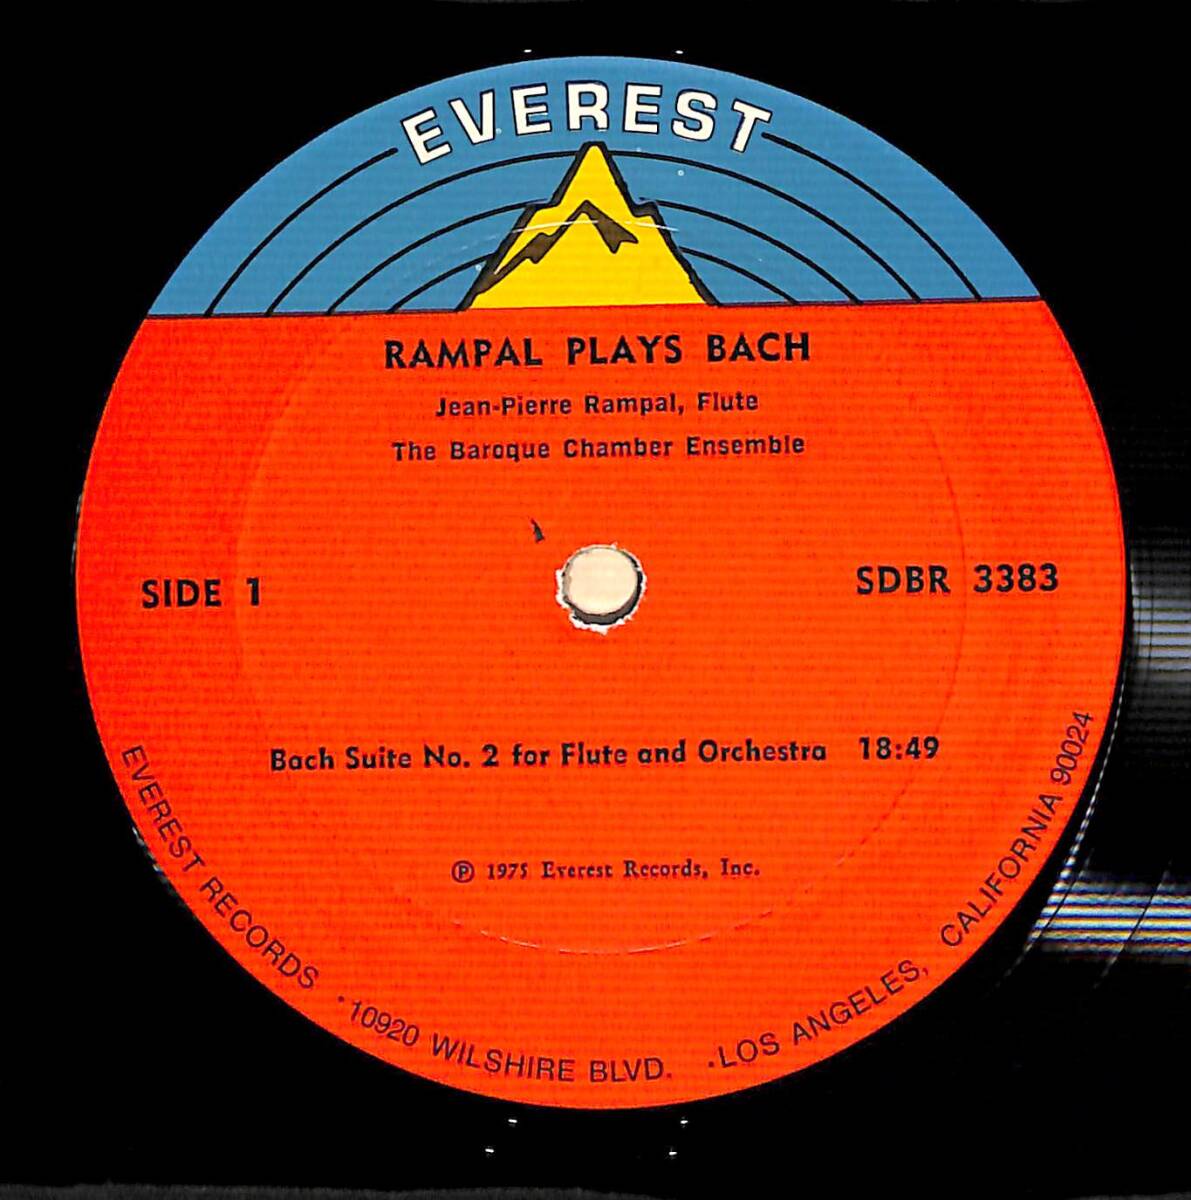 EVEREST
RAMPAL PLAYS BACH
Jean-Pierre Rampal, Flute
The Baroque Chamber Ensemble
SIDE 1
SDBR 3383
Bach Suite No. 2 for Flute and Orchestra 18:49
℗ 1975 Everest Records, Inc.
EVEREST RECORDS · 10920 WILSHIRE BLVD. · LOS ANGELES, CALIFORNIA 90024